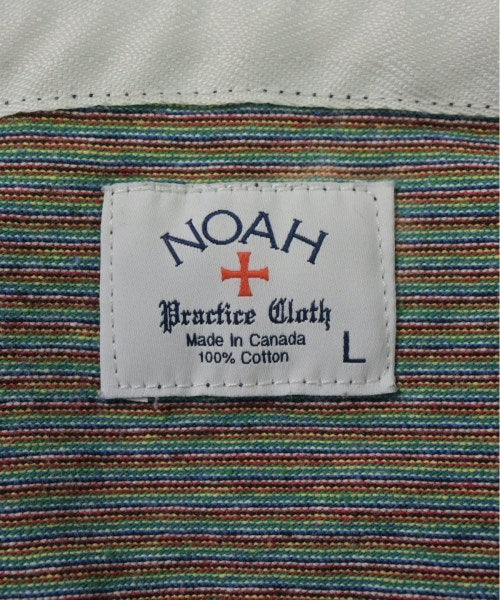 NOAH
Practice Cloth
Made In Canada
100% Cotton
L